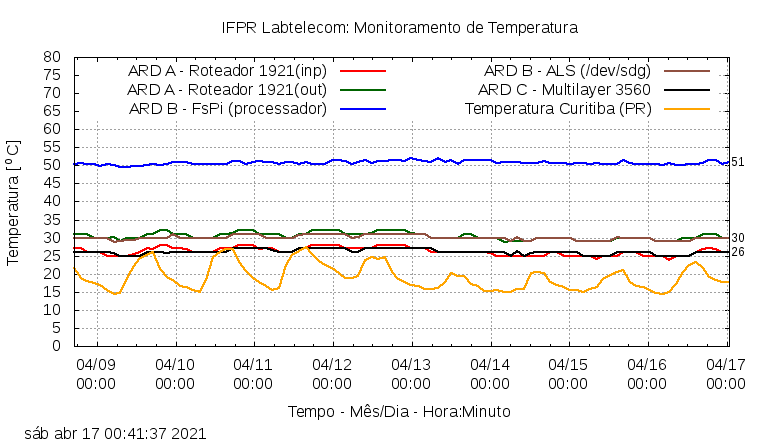 IFPR Labtelecom: Monitoramento de Temperatura
80
75
70
65
60
55
50
45
40
35
30
25
20
15
10
5
0
Temperatura [ºC]
ARD A - Roteador 1921(inp)
ARD A - Roteador 1921(out)
ARD B - FsPi (processador)
ARD B - ALS (/dev/sdg)
ARD C - Multilayer 3560
Temperatura Curitiba (PR)
51
30
26
04/09 04/10 04/11 04/12 04/13 04/14 04/15 04/16 04/17
00:00 00:00 00:00 00:00 00:00 00:00 00:00 00:00 00:00
Tempo - Mês/Dia - Hora:Minuto
sáb abr 17 00:41:37 2021